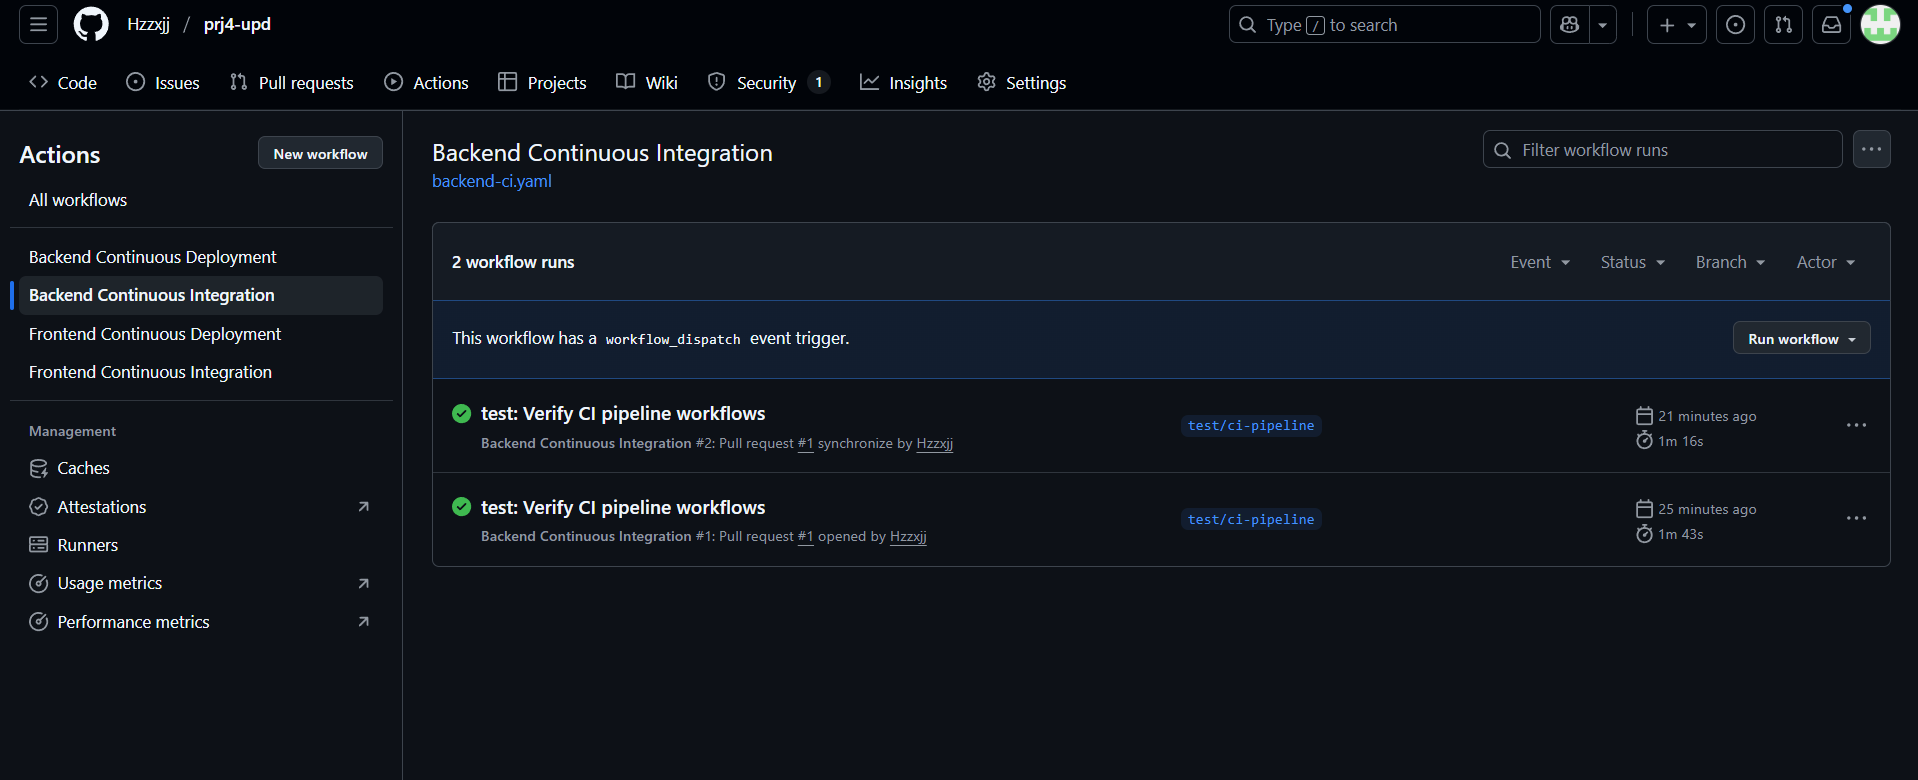 Hzzxjj / prj4-upd
Type / to search
Code
Issues
Pull requests
Actions
Projects
Wiki
Security 1
Insights
Settings
Actions
New workflow
All workflows
Backend Continuous Deployment
Backend Continuous Integration
Frontend Continuous Deployment
Frontend Continuous Integration
Management
Caches
Attestations
Runners
Usage metrics
Performance metrics
Backend Continuous Integration
backend-ci.yaml
Filter workflow runs
2 workflow runs
Event
Status
Branch
Actor
This workflow has a workflow_dispatch event trigger.
Run workflow
test: Verify CI pipeline workflows
Backend Continuous Integration #2: Pull request #1 synchronize by Hzzxjj
test/ci-pipeline
21 minutes ago
1m 16s
test: Verify CI pipeline workflows
Backend Continuous Integration #1: Pull request #1 opened by Hzzxjj
test/ci-pipeline
25 minutes ago
1m 43s